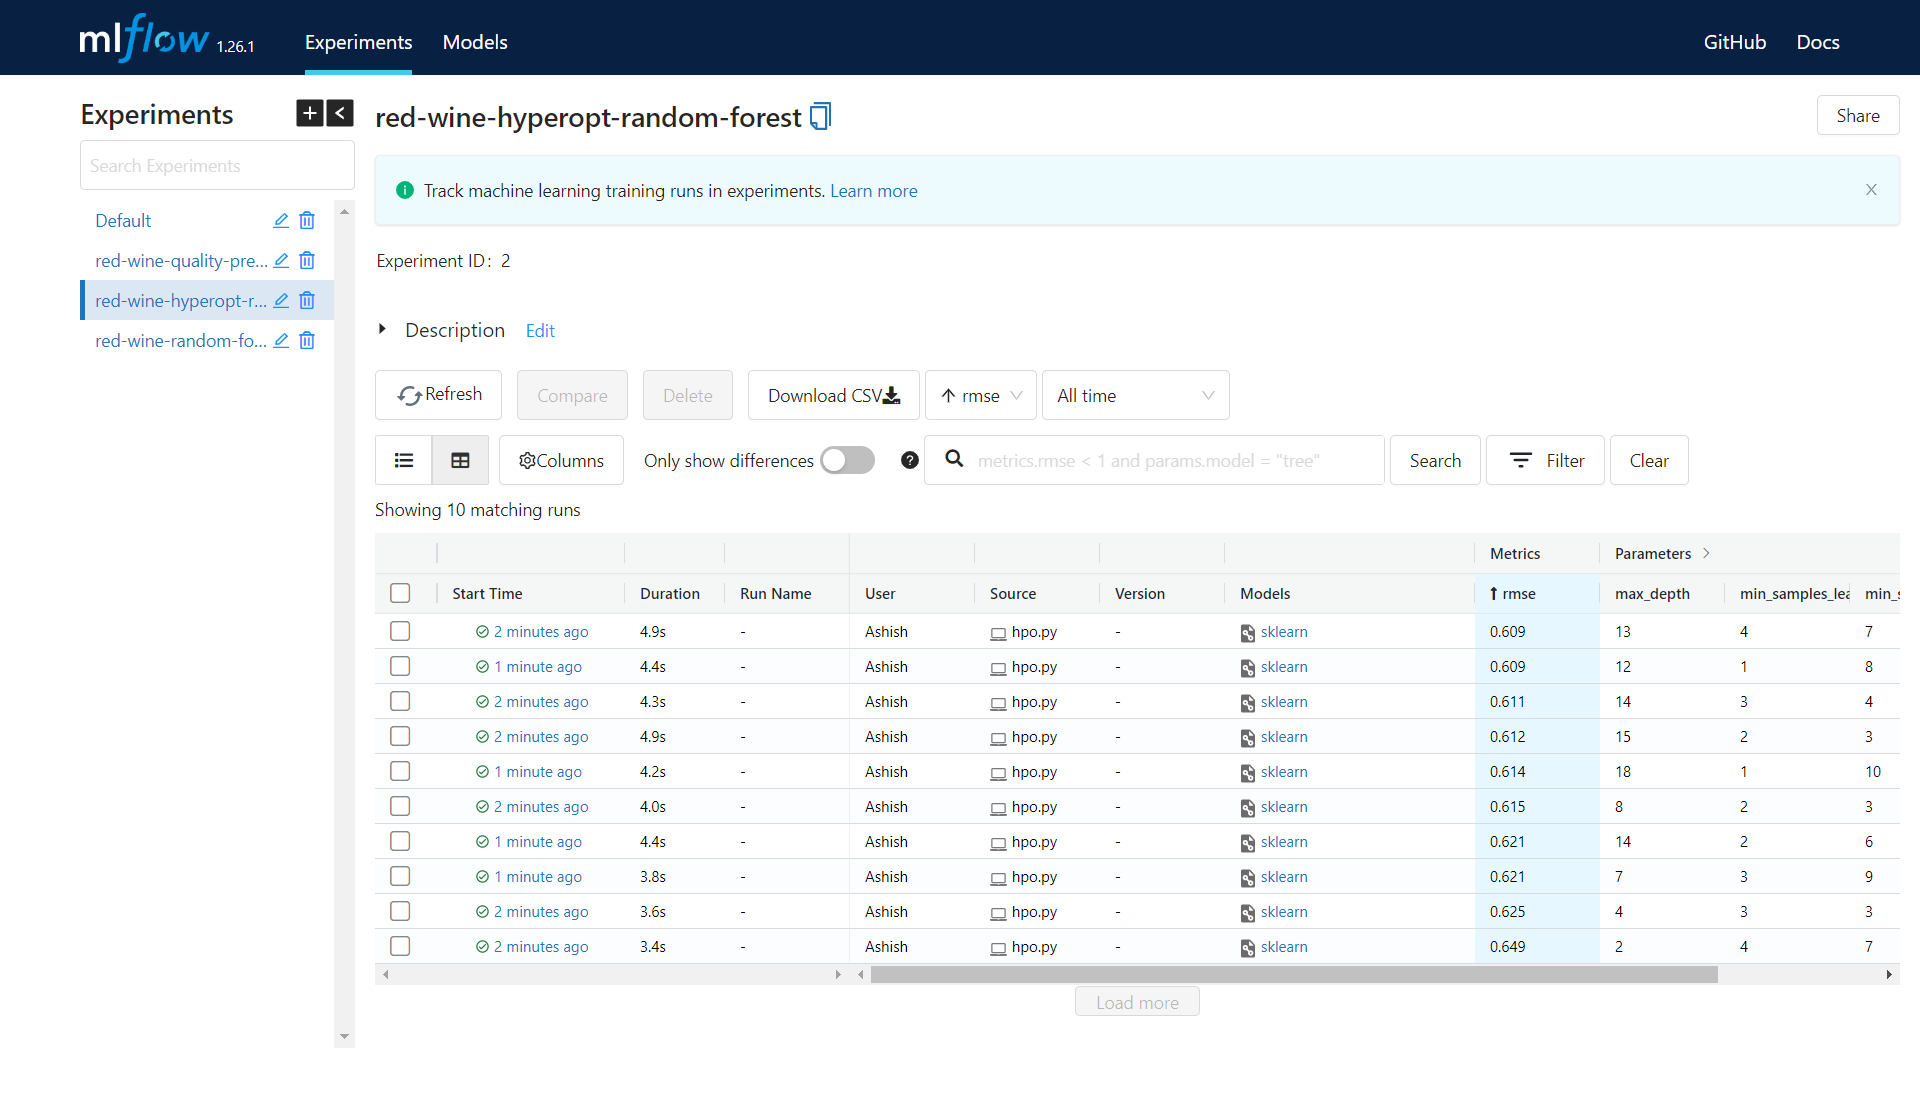 mlflow 1.26.1 Experiments Models GitHub Docs
Experiments
Search Experiments
Default
red-wine-quality-pre...
red-wine-hyperopt-r...
red-wine-random-fo...
red-wine-hyperopt-random-forest Share
Track machine learning training runs in experiments. Learn more
Experiment ID: 2
Description Edit
Refresh Compare Delete Download CSV rmse All time
Columns Only show differences metrics.rmse < 1 and params.model = "tree" Search Filter Clear
Showing 10 matching runs
Metrics Parameters
Start Time Duration Run Name User Source Version Models ↑ rmse max_depth min_samples_lea min_s
2 minutes ago 4.9s - Ashish hpo.py - sklearn 0.609 13 4 7
1 minute ago 4.4s - Ashish hpo.py - sklearn 0.609 12 1 8
2 minutes ago 4.3s - Ashish hpo.py - sklearn 0.611 14 3 4
2 minutes ago 4.9s - Ashish hpo.py - sklearn 0.612 15 2 3
1 minute ago 4.2s - Ashish hpo.py - sklearn 0.614 18 1 10
2 minutes ago 4.0s - Ashish hpo.py - sklearn 0.615 8 2 3
1 minute ago 4.4s - Ashish hpo.py - sklearn 0.621 14 2 6
1 minute ago 3.8s - Ashish hpo.py - sklearn 0.621 7 3 9
2 minutes ago 3.6s - Ashish hpo.py - sklearn 0.625 4 3 3
2 minutes ago 3.4s - Ashish hpo.py - sklearn 0.649 2 4 7
Load more